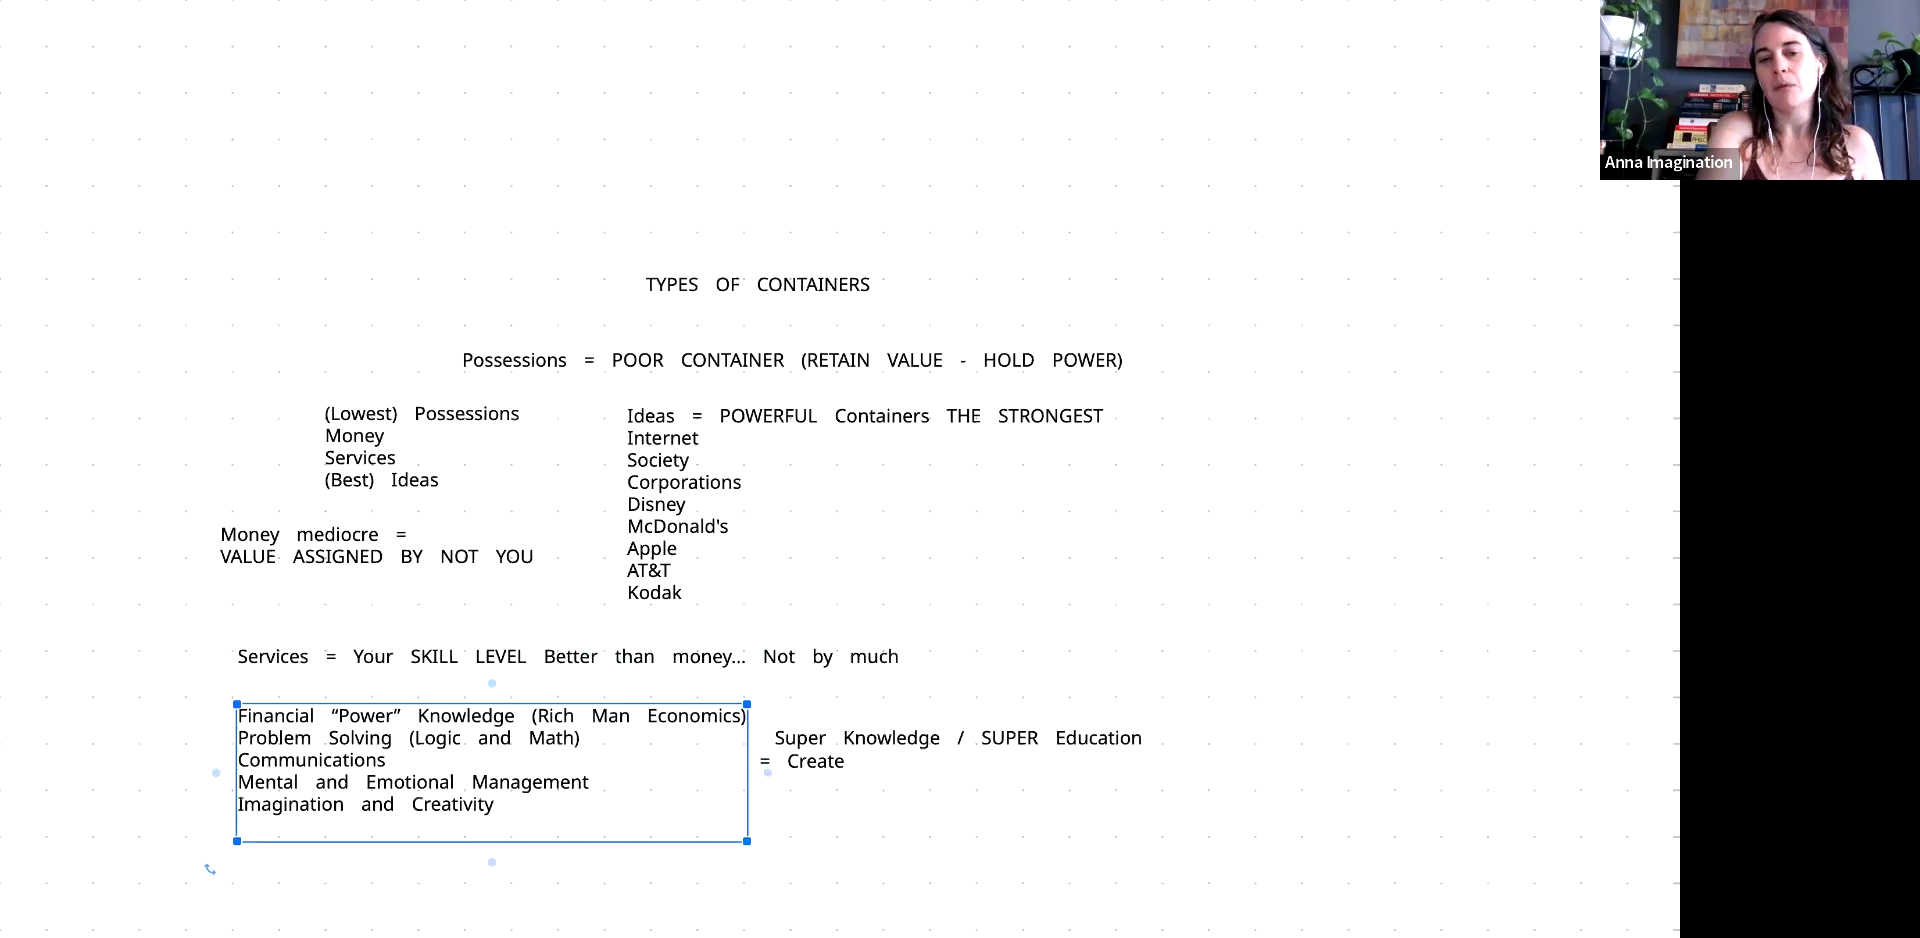 Anna Imagination
TYPES OF CONTAINERS
Possessions = POOR CONTAINER (RETAIN VALUE - HOLD POWER)
(Lowest) Possessions
Money
Services
(Best) Ideas
Ideas = POWERFUL Containers THE STRONGEST
Internet
Society
Corporations
Disney
McDonald's
Apple
AT&T
Kodak
Money mediocre =
VALUE ASSIGNED BY NOT YOU
Services = Your SKILL LEVEL Better than money... Not by much
Financial “Power” Knowledge (Rich Man Economics)
Problem Solving (Logic and Math)
Communications
Mental and Emotional Management
Imagination and Creativity
Super Knowledge / SUPER Education
= Create